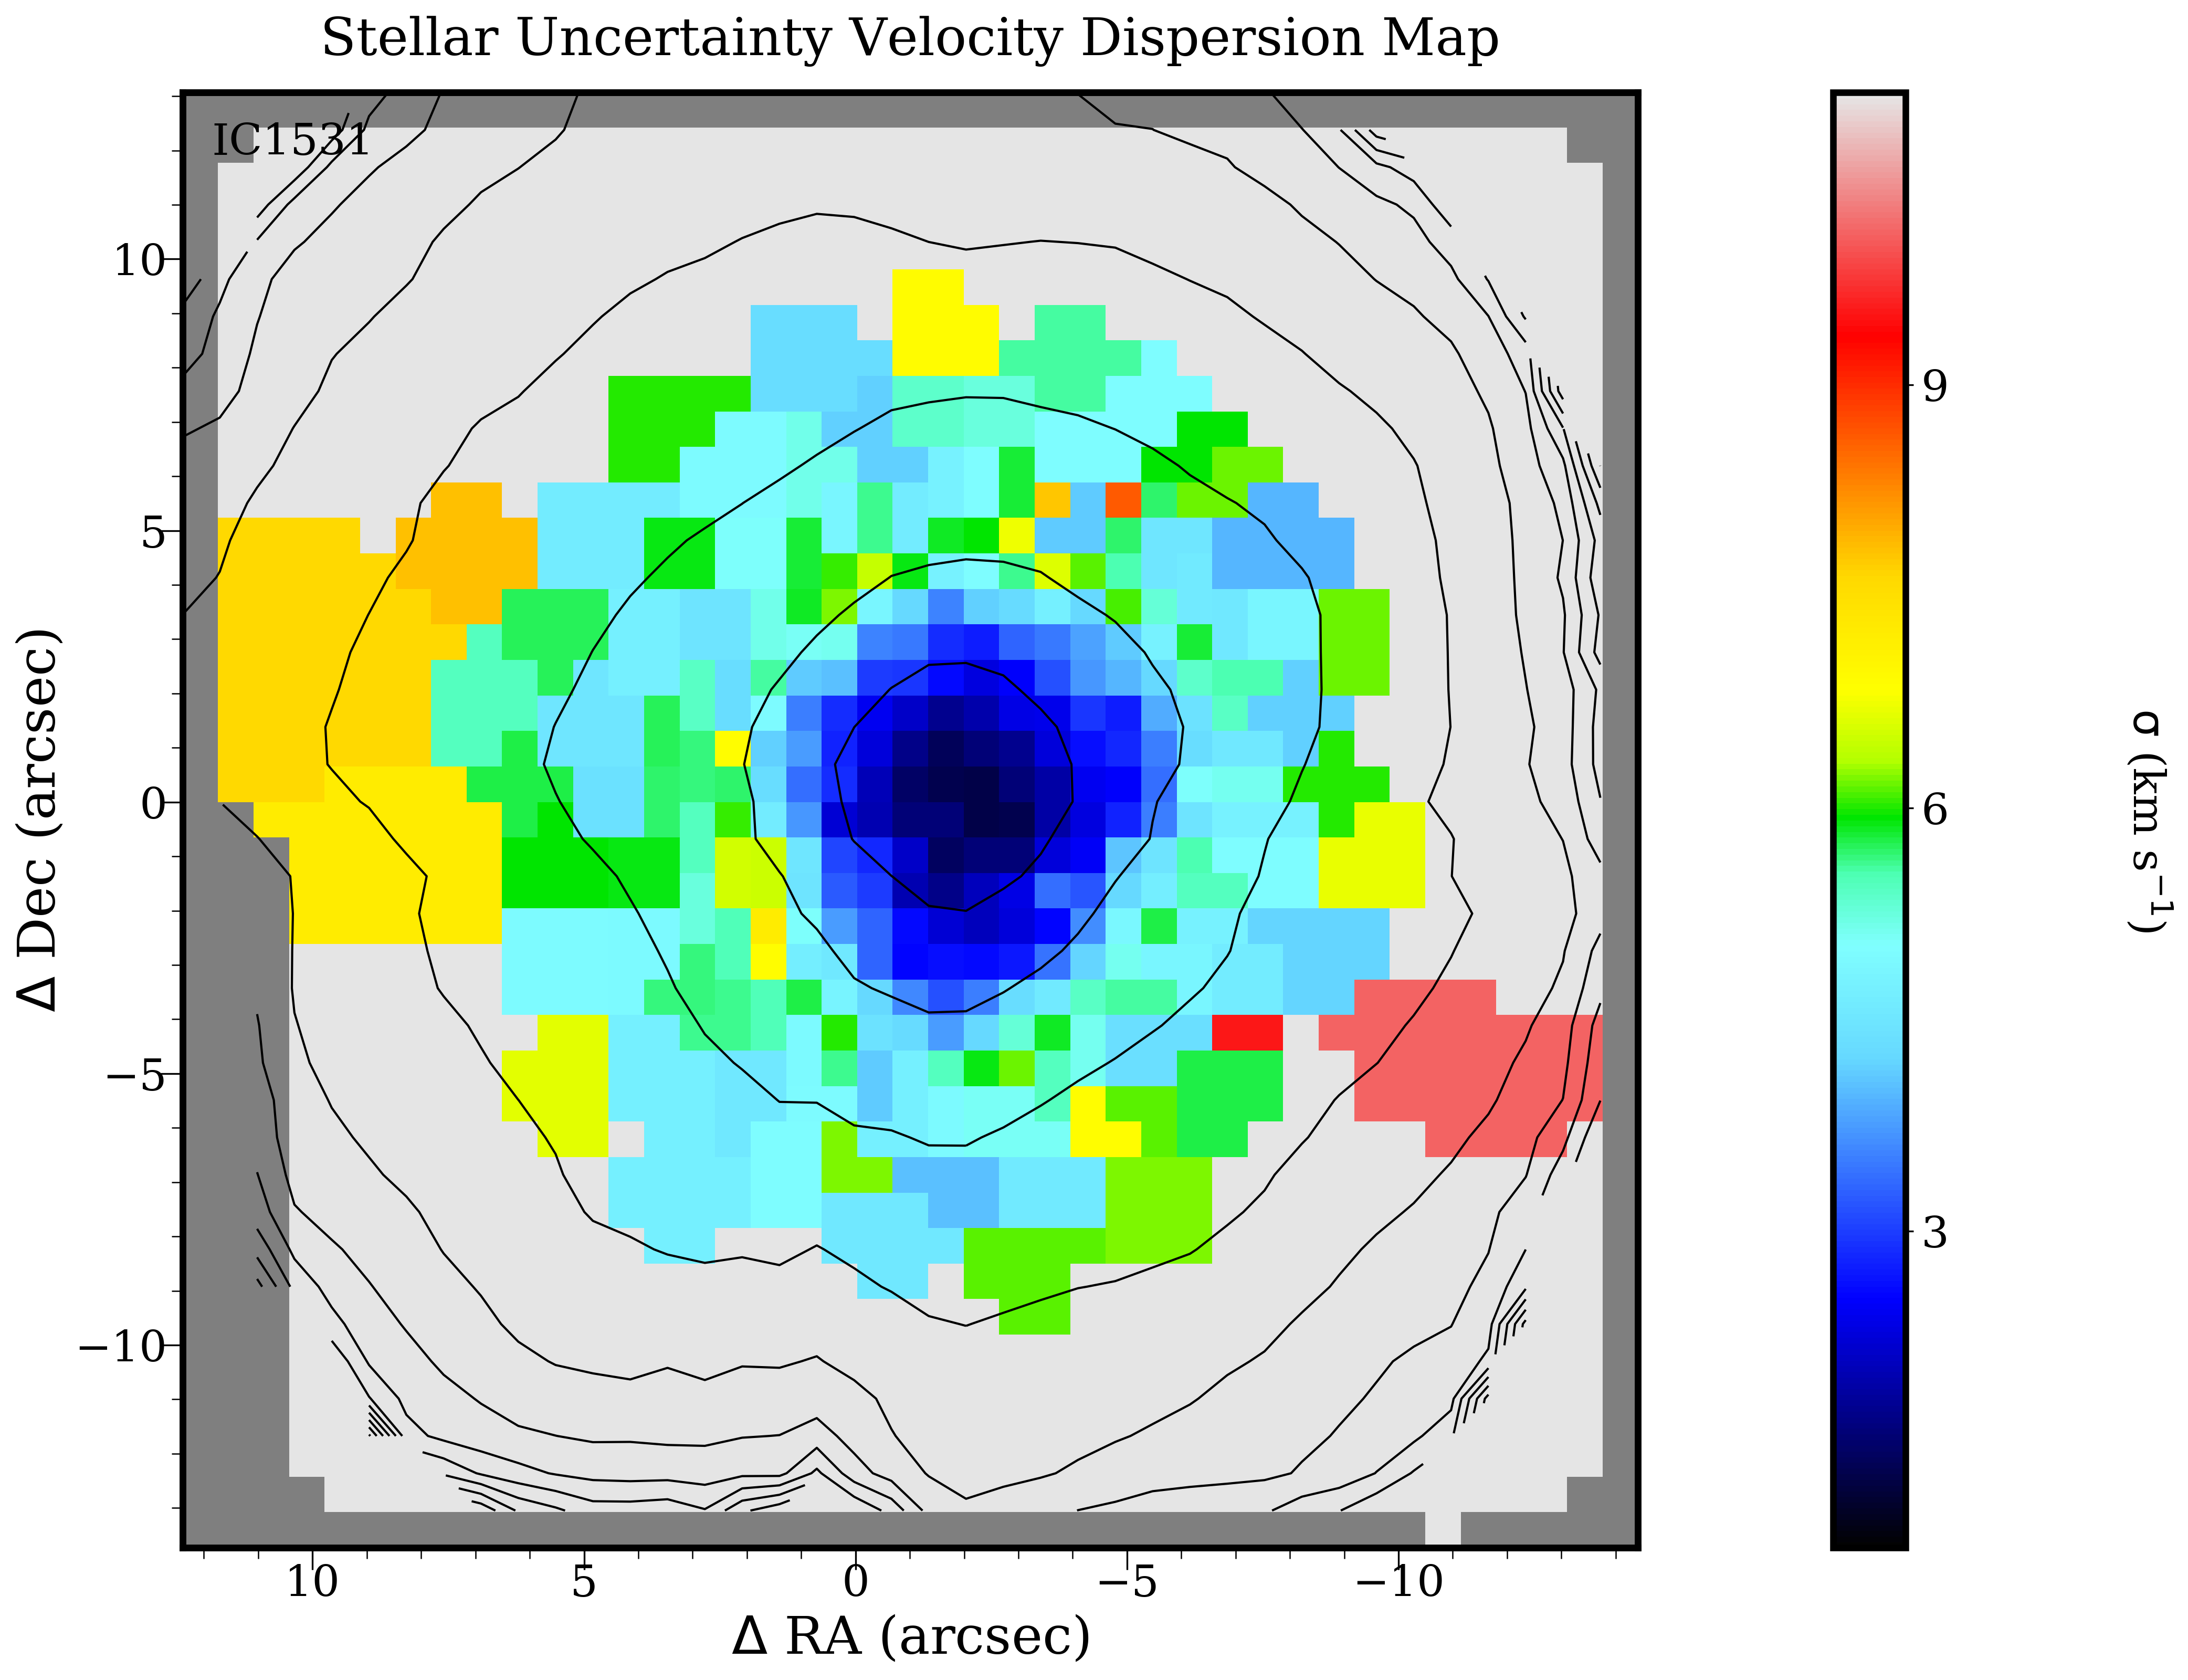 Stellar Uncertainty Velocity Dispersion Map
IC1531
10
5
0
−5
−10
Δ Dec (arcsec)
10
5
0
−5
−10
Δ RA (arcsec)
9
6
3
σ (km s⁻¹)